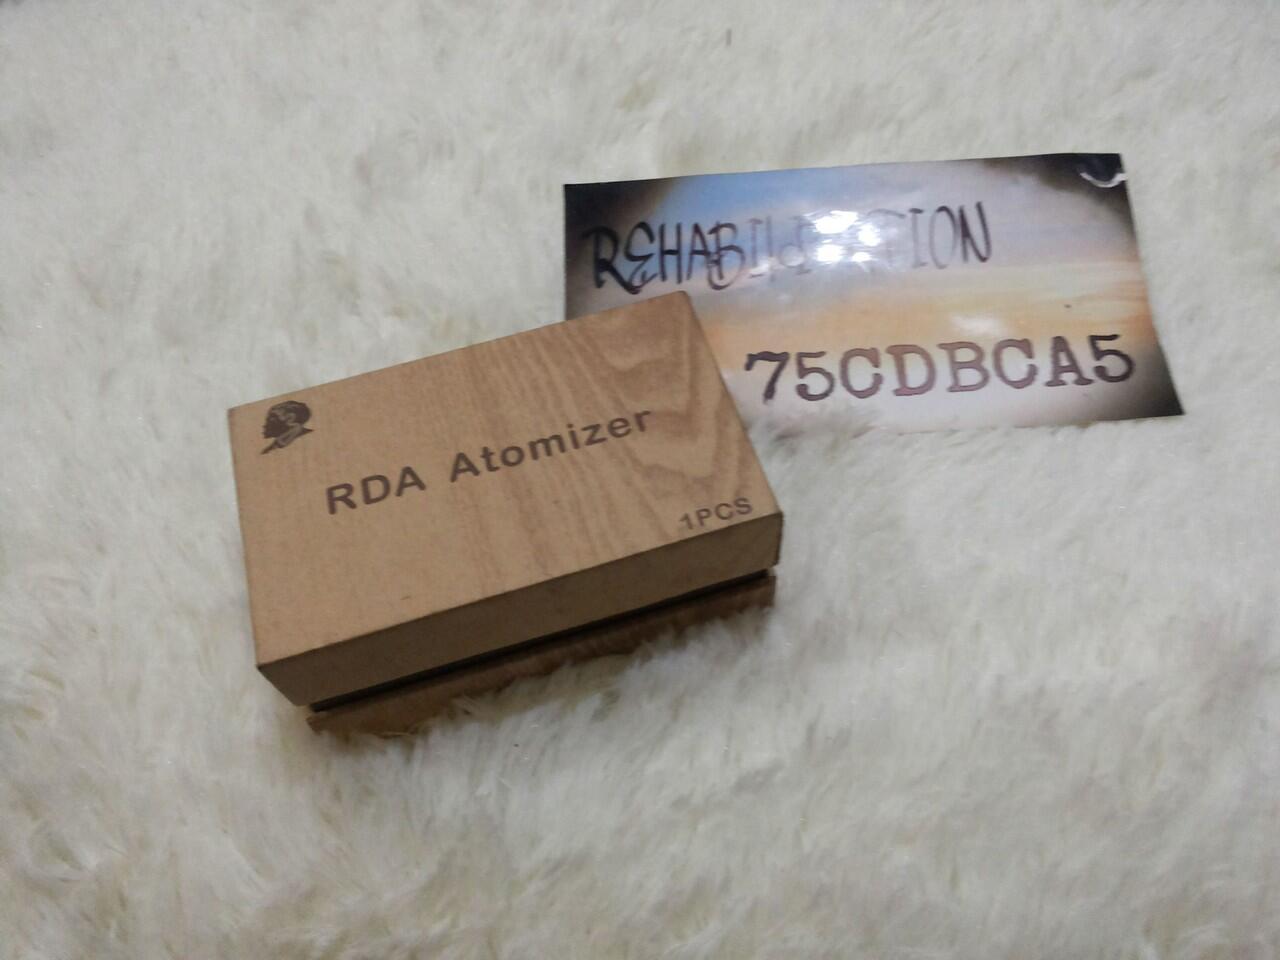 75CDBCA5
RDA Atomizer
1PCS